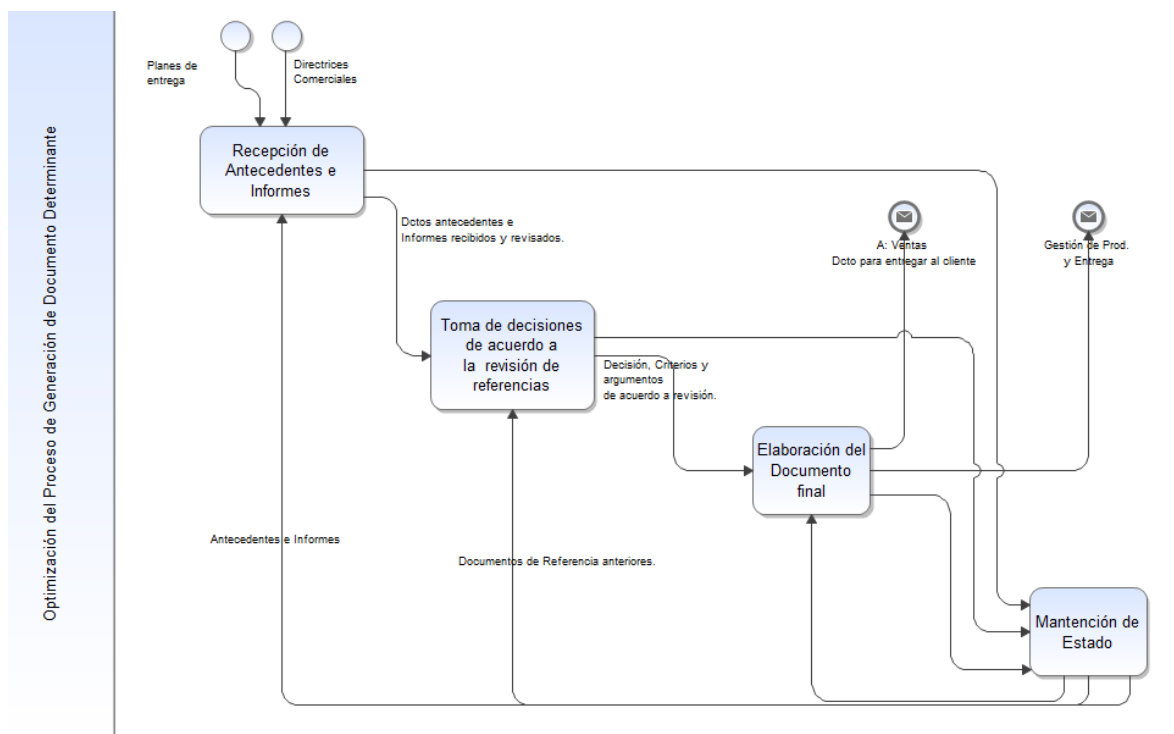 Optimización del Proceso de Generación de Documento Determinante
Planes de
entrega
Directrices
Comerciales
Recepción de
Antecedentes e
Informes
Dctos antecedentes e
Informes recibidos y revisados.
A: Ventas
Dcto para entregar al cliente
Gestión de Prod.
y Entrega
Toma de decisiones
de acuerdo a
la revisión de
referencias
Decisión, Criterios y
argumentos
de acuerdo a revisión.
Elaboración del
Documento
final
Antecedentes e Informes
Documentos de Referencia anteriores.
Mantención de
Estado